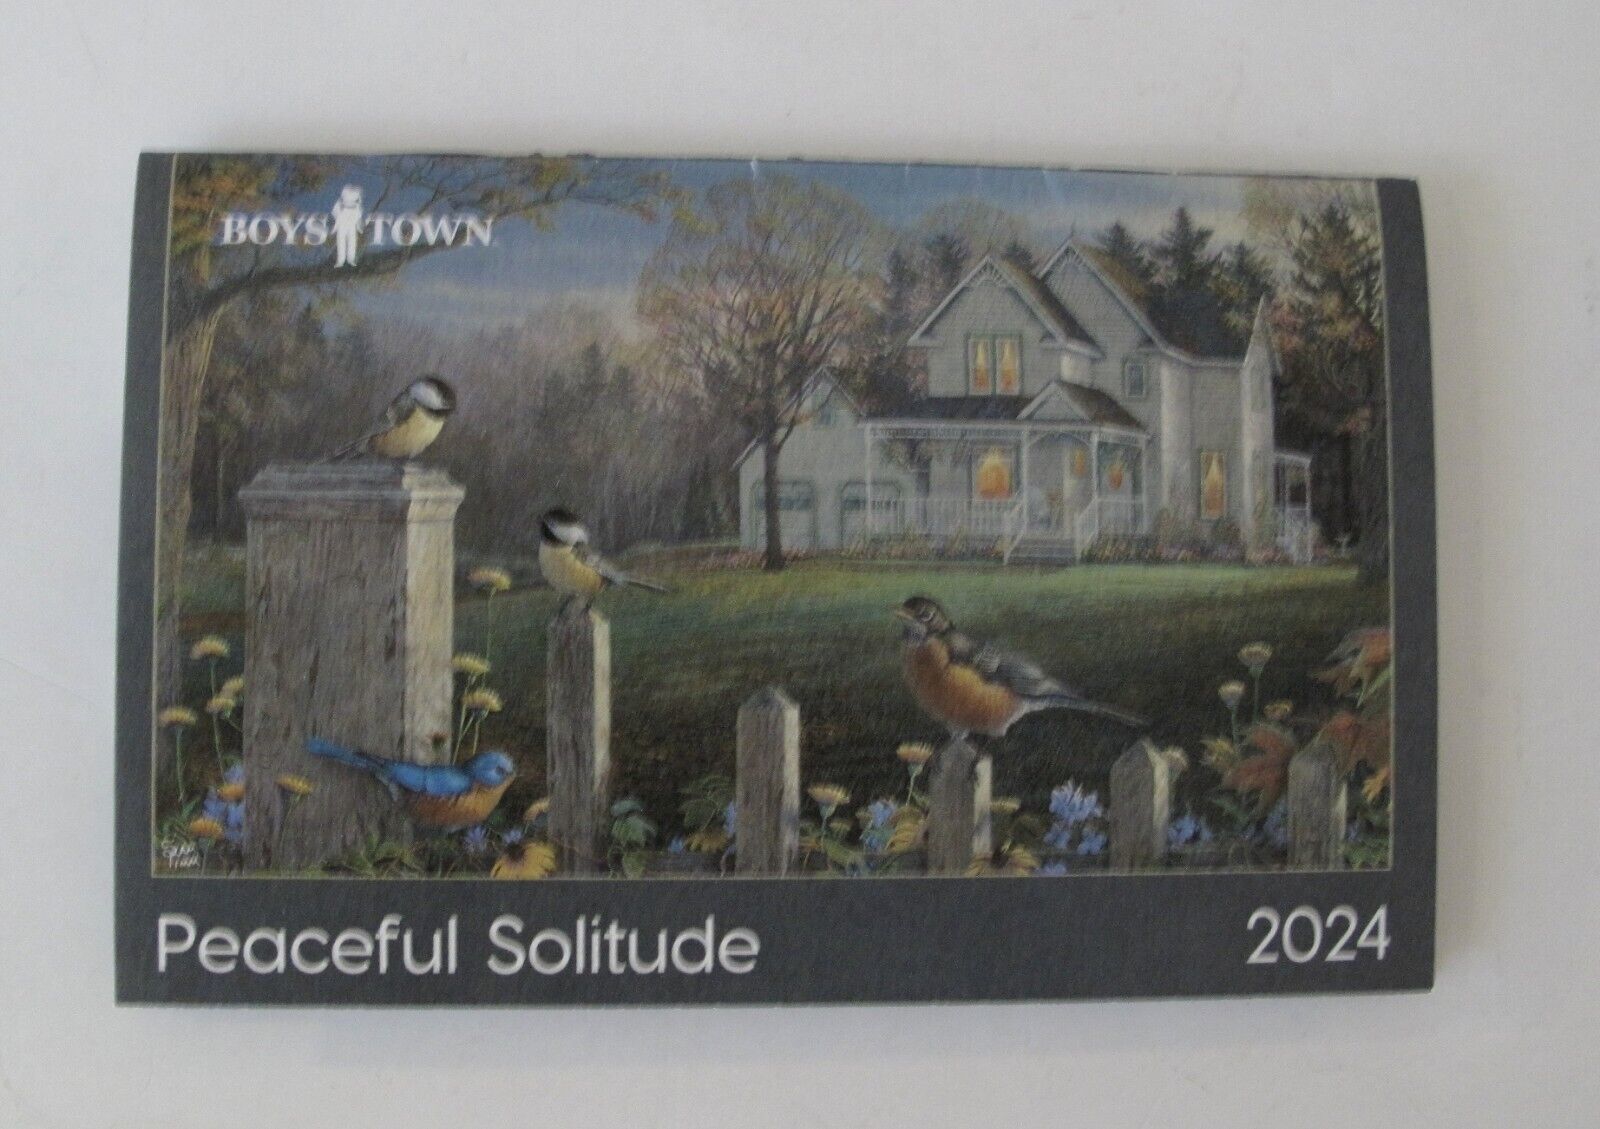 BOYS TOWN
Peaceful Solitude
2024